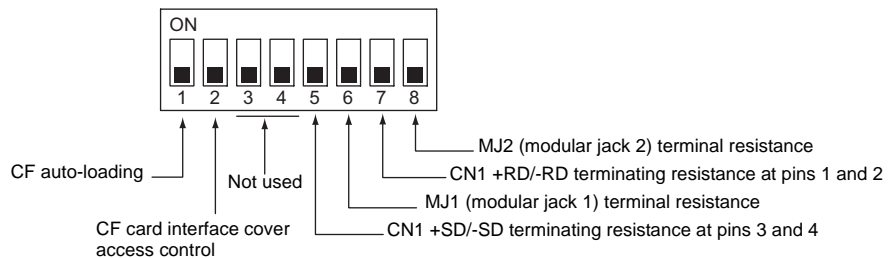 ON
1 2 3 4 5 6 7 8
MJ2 (modular jack 2) terminal resistance
CF auto-loading
Not used
CN1 +RD/-RD terminating resistance at pins 1 and 2
MJ1 (modular jack 1) terminal resistance
CF card interface cover
access control
CN1 +SD/-SD terminating resistance at pins 3 and 4